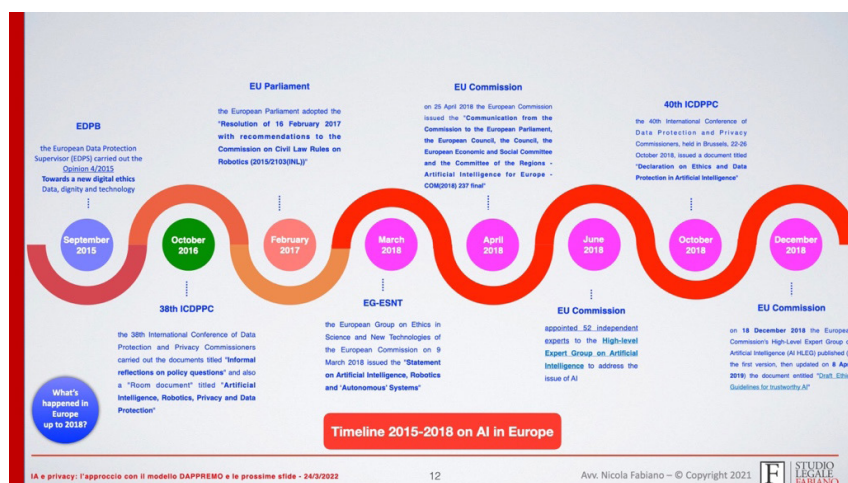 EDPB
the European Data Protection
Supervisor (EDPS) carried out the
Opinion 4/2015
Towards a new digital ethics
Data, dignity and technology
September
2015
October
2016
38th ICDPPC
the 38th International Conference of Data
Protection and Privacy Commissioners
carried out the documents titled "Informal
reflections on policy questions" and also
a "Room document" titled "Artificial
Intelligence, Robotics, Privacy and Data
Protection"
EU Parliament
the European Parliament adopted the
"Resolution of 16 February 2017
with recommendations to the
Commission on Civil Law Rules on
Robotics (2015/2103(INL))"
February
2017
March
2018
EG-ESNT
the European Group on Ethics in
Science and New Technologies of
the European Commission on 9
March 2018 issued the "Statement
on Artificial Intelligence, Robotics
and 'Autonomous' Systems"
EU Commission
on 25 April 2018 the European Commission
issued the "Communication from the
Commission to the European Parliament,
the European Council, the Council, the
European Economic and Social Committee
and the Committee of the Regions -
Artificial Intelligence for Europe -
COM(2018) 237 final"
April
2018
June
2018
EU Commission
appointed 52 independent
experts to the High-level
Expert Group on Artificial
Intelligence to address the
issue of AI
40th ICDPPC
the 40th International Conference of
Data Protection and Privacy
Commissioners, held in Brussels, 22-26
October 2018, issued a document titled
"Declaration on Ethics and Data
Protection in Artificial Intelligence"
October
2018
December
2018
EU Commission
on 18 December 2018 the Europea
Commission's High-Level Expert Group o
Artificial Intelligence (AI HLEG) published (
the first version, then updated on 8 Apr
2019) the document entitled "Draft Ethi
Guidelines for trustworthy AI"
What's
happened in
Europe
up to 2018?
Timeline 2015-2018 on AI in Europe
IA e privacy: l'approccio con il modello DAPPREMO e le prossime sfide - 24/3/2022
12
Avv. Nicola Fabiano – © Copyright 2021
F
STUDIO
LEGALE
FABIANO